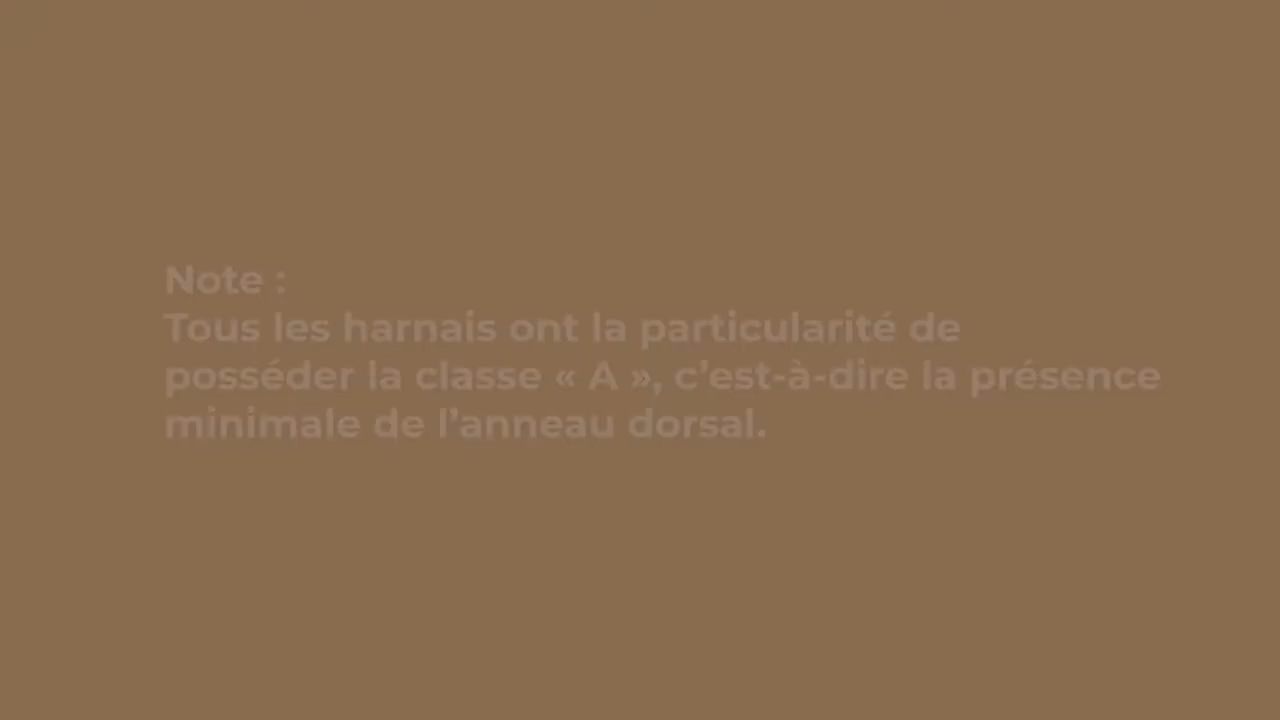 Note :
Tous les harnais ont la particularité de
posséder la classe « A », c’est-à-dire la présence
minimale de l’anneau dorsal.